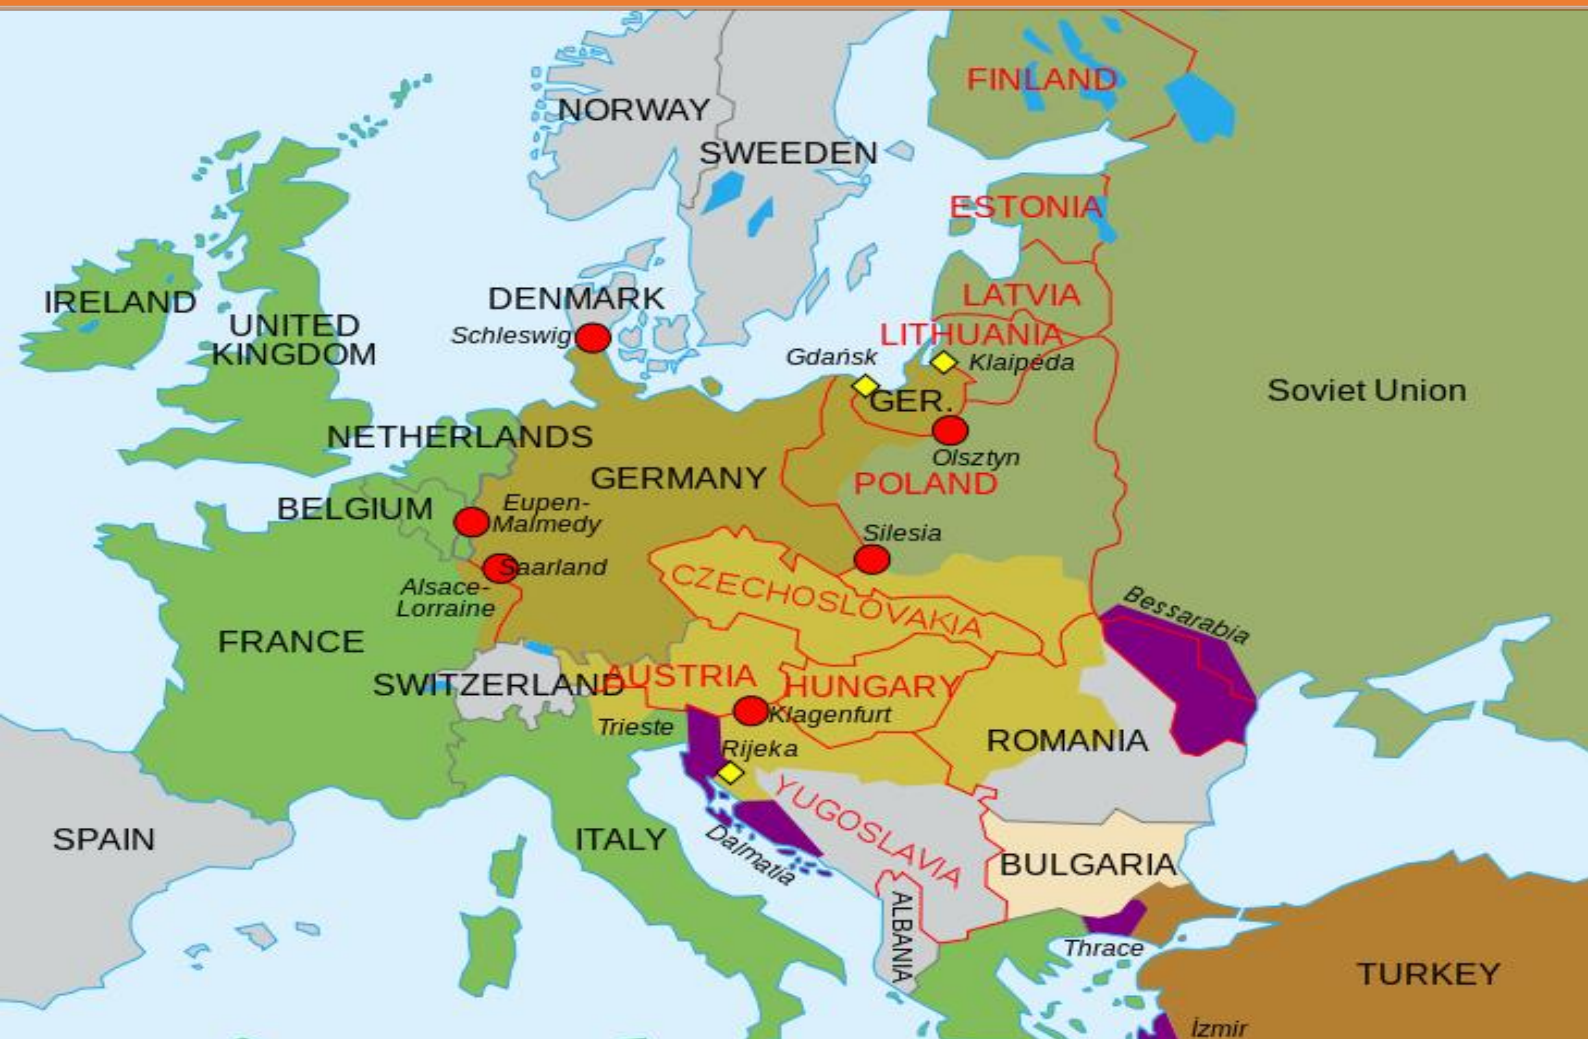 FINLAND
NORWAY
SWEEDEN
ESTONIA
IRELAND
DENMARK
LATVIA
UNITED
KINGDOM
Schleswig
LITHUANIA
Gdańsk
Klaipėda
GER.
Soviet Union
NETHERLANDS
Olsztyn
GERMANY
POLAND
BELGIUM
Eupen-
Malmedy
Silesia
Saarland
Alsace-
Lorraine
CZECHOSLOVAKIA
Bessarabia
FRANCE
SWITZERLAND
AUSTRIA
HUNGARY
Klagenfurt
Trieste
Rijeka
ROMANIA
YUGOSLAVIA
SPAIN
ITALY
Dalmatia
BULGARIA
ALBANIA
Thrace
TURKEY
İzmir